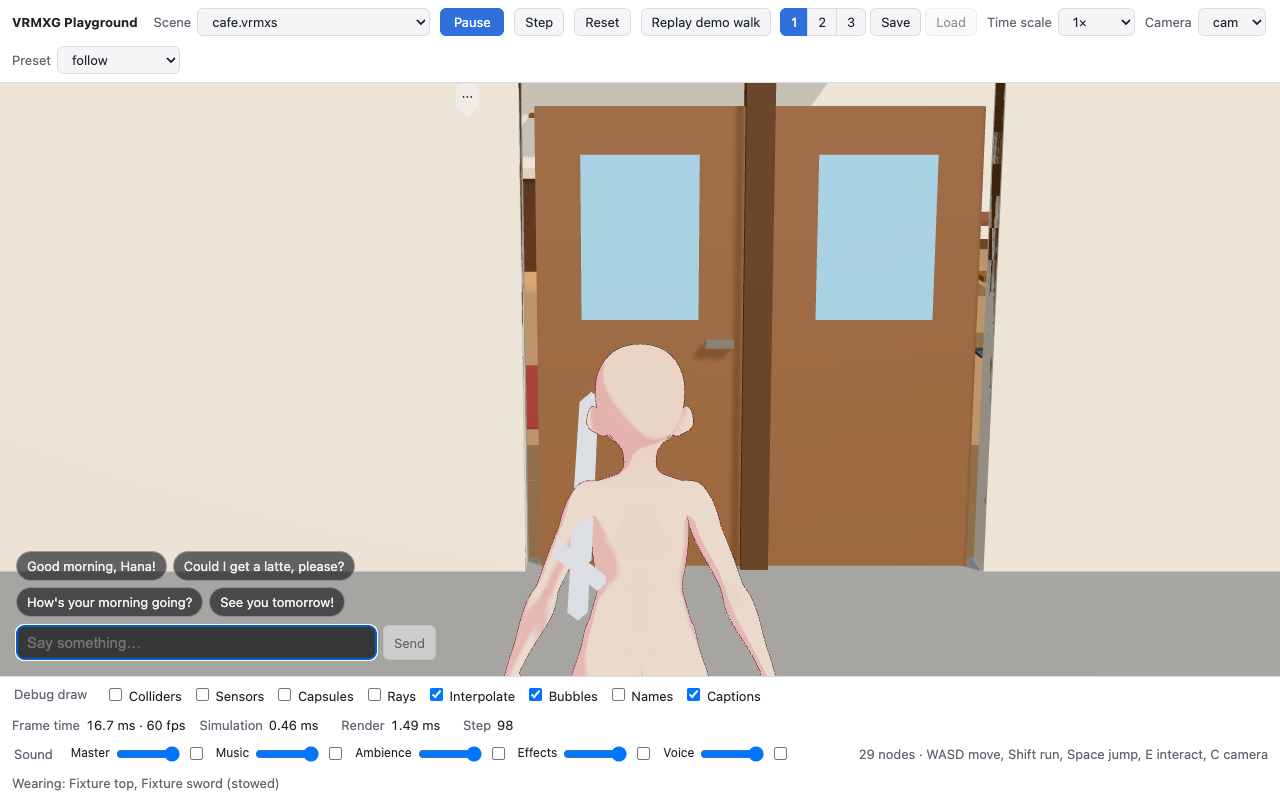 VRMXG Playground Scene cafe.vrmxs Pause Step Reset Replay demo walk 1 2 3 Save Load Time scale 1× Camera cam
Preset follow
...
Good morning, Hana! Could I get a latte, please?
How's your morning going? See you tomorrow!
Say something... Send
Debug draw Colliders Sensors Capsules Rays Interpolate Bubbles Names Captions
Frame time 16.7 ms · 60 fps Simulation 0.46 ms Render 1.49 ms Step 98
Sound Master Music Ambience Effects Voice 29 nodes · WASD move, Shift run, Space jump, E interact, C camera
Wearing: Fixture top, Fixture sword (stowed)